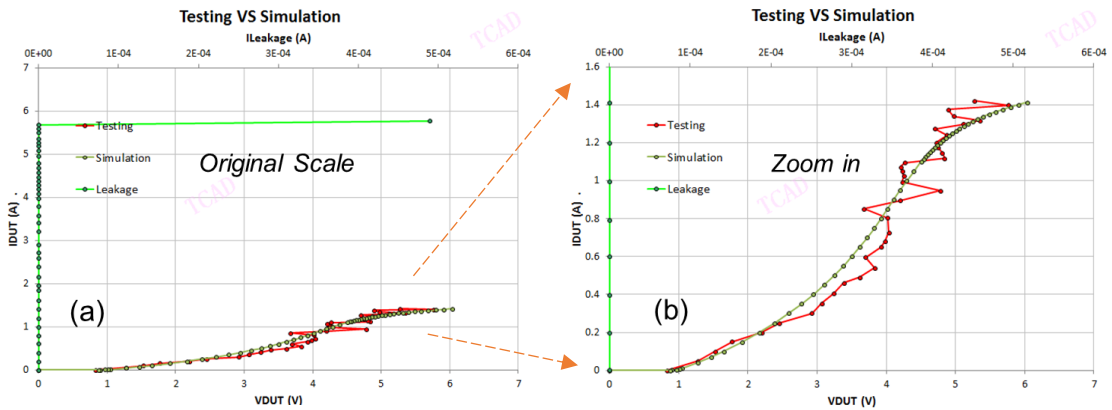 Testing VS Simulation
ILeakage (A)
0E+00 1E-04 2E-04 3E-04 4E-04 5E-04 6E-04
7
6
5
4
3
2
1
0
IDUT (A)
Testing
Simulation
Leakage
Original Scale
(a)
TCAD
TCAD
0 1 2 3 4 5 6 7
VDUT (V)
Testing VS Simulation
ILeakage (A)
0E+00 1E-04 2E-04 3E-04 4E-04 5E-04 6E-04
1.6
1.4
1.2
1.0
0.8
0.6
0.4
0.2
0.0
IDUT (A)
Testing
Simulation
Leakage
Zoom in
(b)
TCAD
TCAD
0 1 2 3 4 5 6 7
VDUT (V)